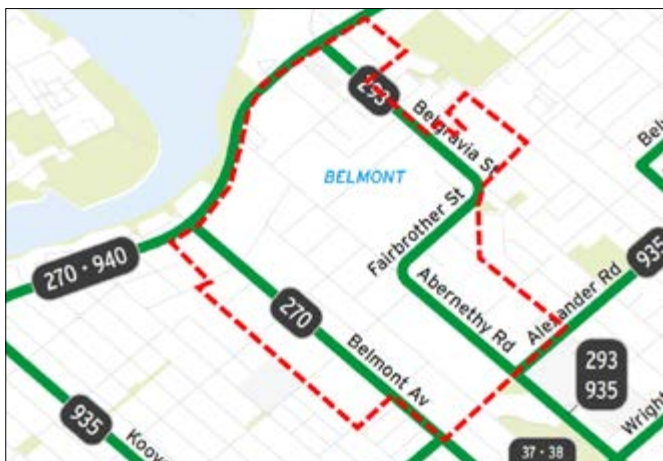 293
Belgravia St
BELMONT
Fairbrother St
270 · 940
935
Alexander Rd
Abernethy Rd
270
Belmont Av
293
935
935
37 · 38